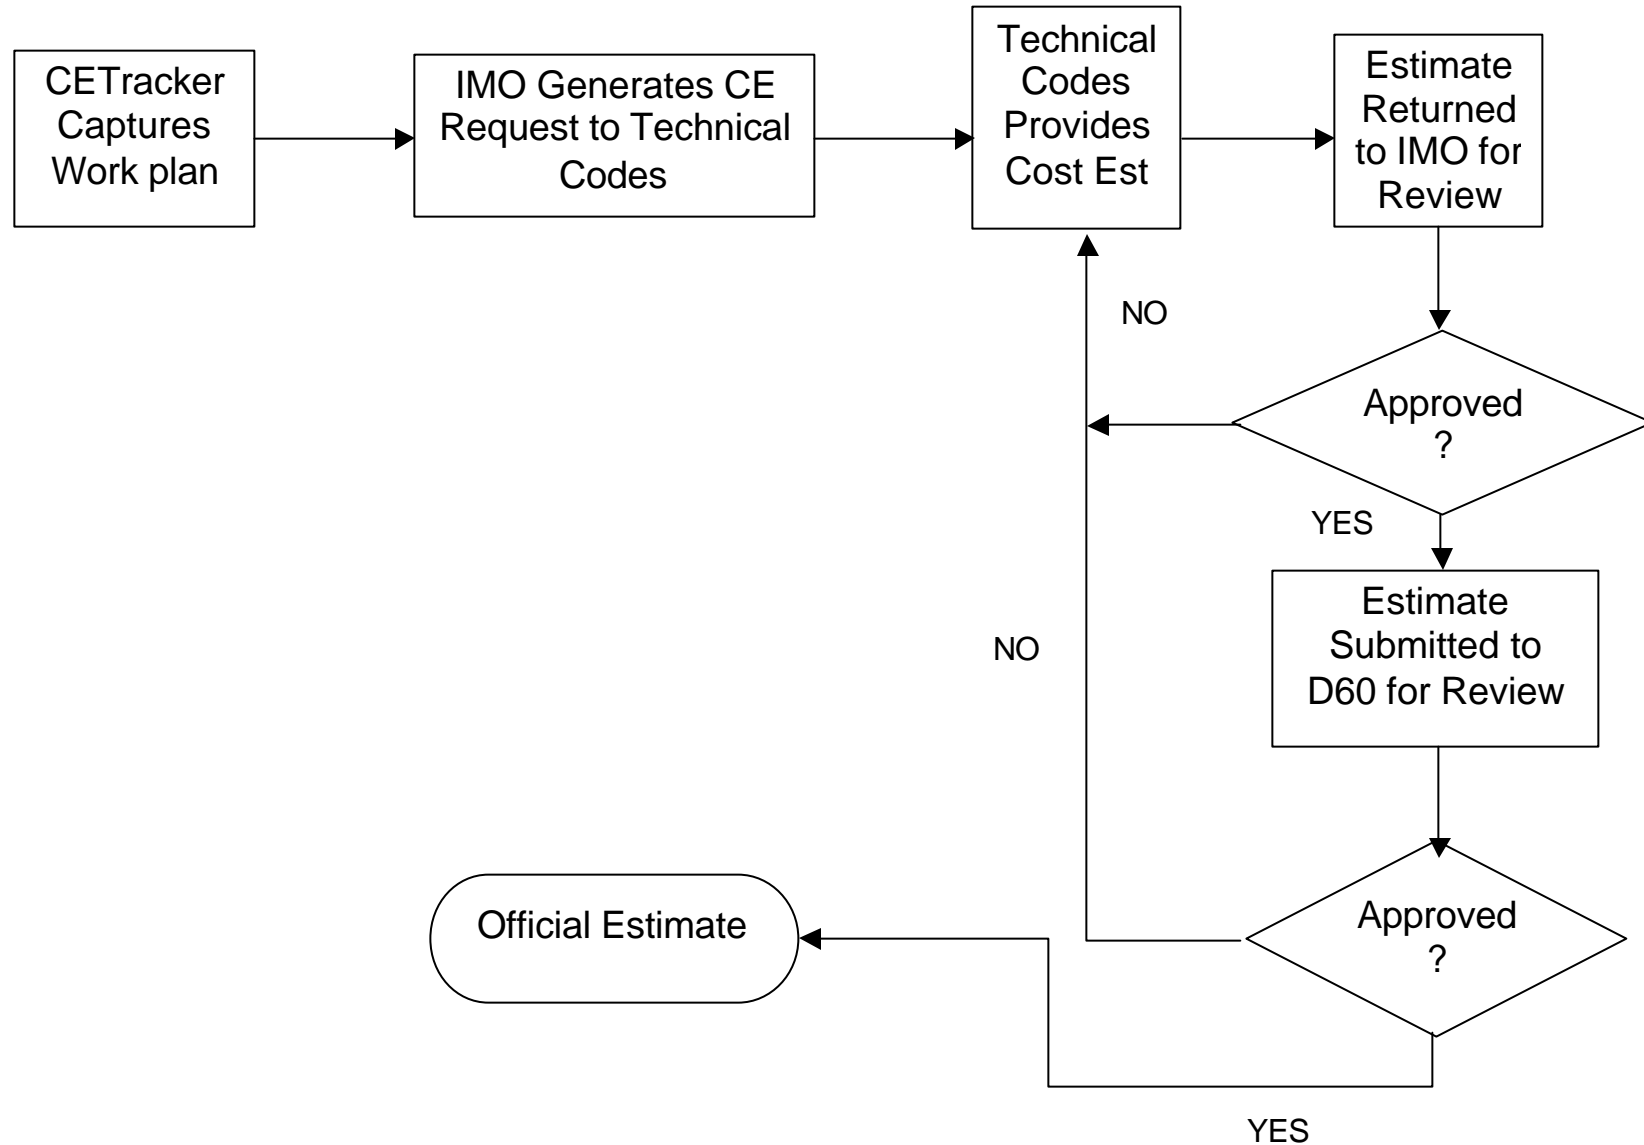 CETracker
Captures
Work plan
IMO Generates CE
Request to Technical
Codes
Technical
Codes
Provides
Cost Est
Estimate
Returned
to IMO for
Review
NO
Approved
?
YES
Estimate
Submitted to
D60 for Review
NO
Approved
?
Official Estimate
YES